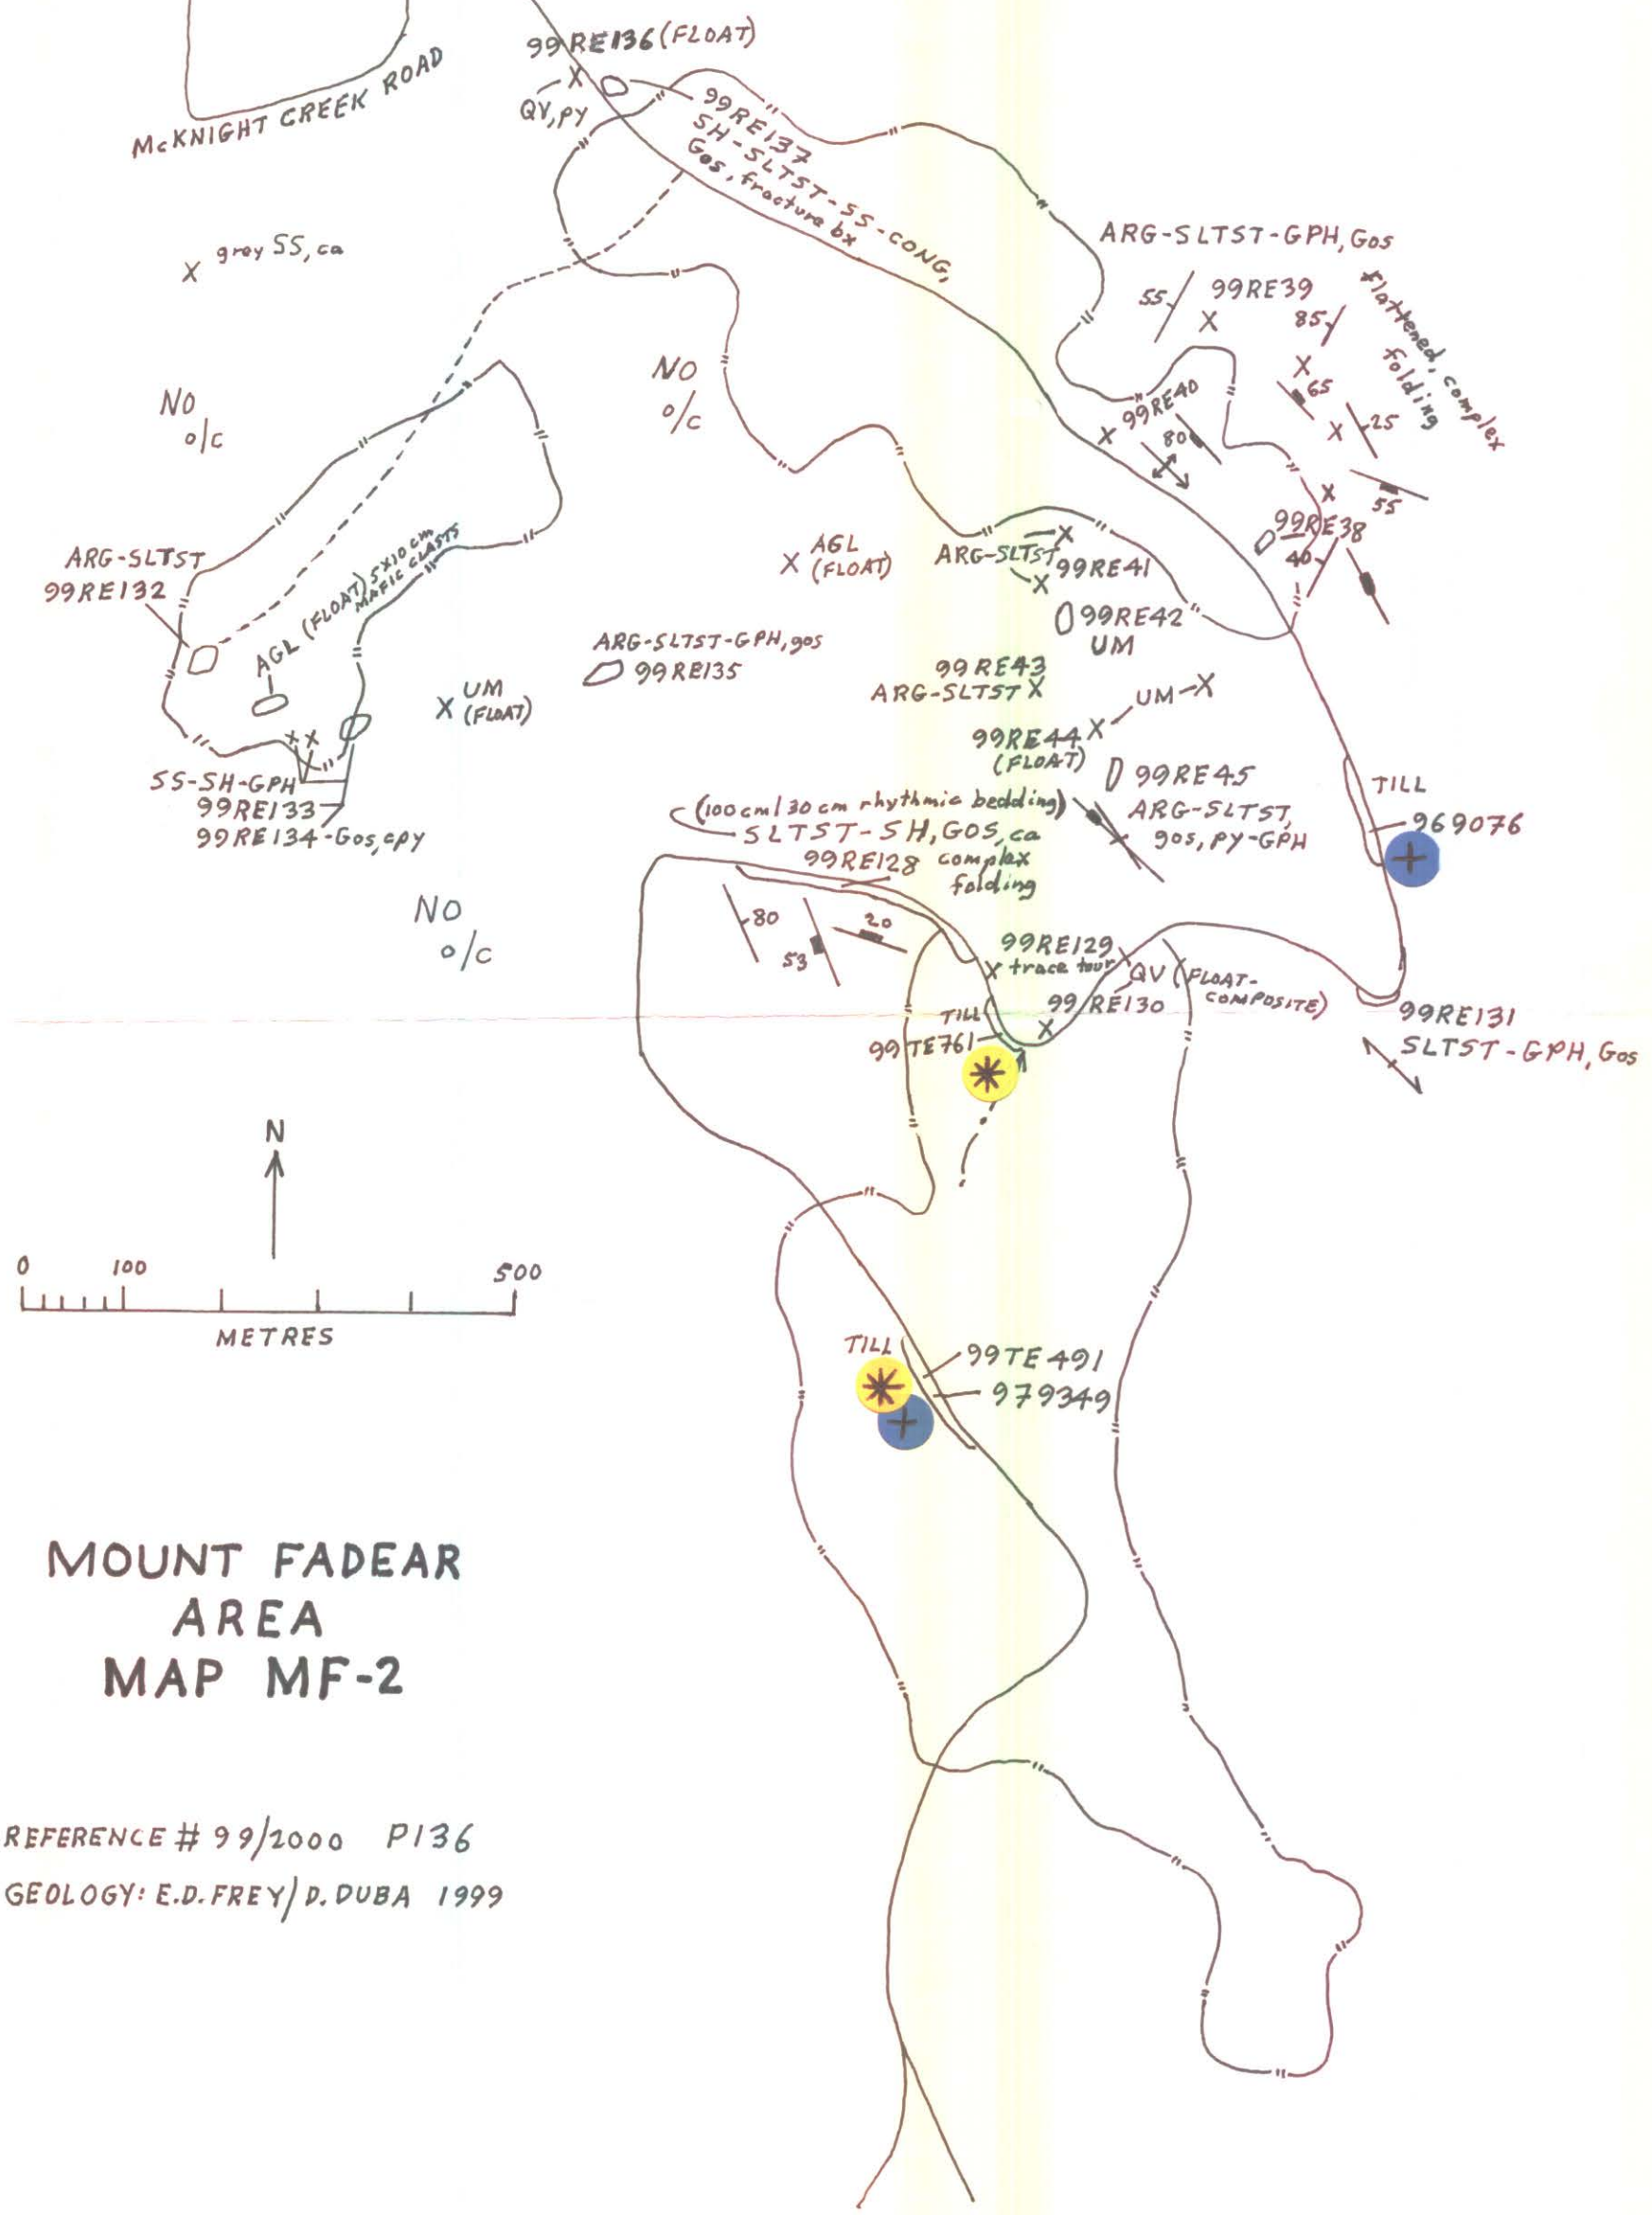 99RE136 (FLOAT)
QV, PY
McKNIGHT CREEK ROAD
99RE137
SH-SLTST-SS-CONG,
Gos, fracture bx
grey SS, ca
ARG-SLTST-GPH, Gos
55
99RE39
85
flattened, complex
folding
65
25
NO
o/c
NO
o/c
99RE40
80
55
99RE38
40
ARG-SLTST
99RE132
AGL (FLOAT) 5X10 cm
MAFIC CLASTS
AGL
(FLOAT)
ARG-SLTST
99RE41
99RE42
UM
ARG-SLTST-GPH, gos
99RE135
99RE43
ARG-SLTST
UM
UM
(FLOAT)
99RE44
(FLOAT)
99RE45
ARG-SLTST,
gos, py-GPH
SS-SH-GPH
99RE133
99RE134-Gos, cpy
(100cm/30 cm rhythmic bedding)
SLTST-SH, GOS, ca
99RE128 complex
folding
TILL
969076
NO
o/c
80
53
20
99RE129
trace tour
QV (FLOAT-
COMPOSITE)
99RE130
TILL
99TE761
99RE131
SLTST-GPH, Gos
N
0 100 500
METRES
TILL
99TE491
979349
MOUNT FADEAR
AREA
MAP MF-2
REFERENCE # 99/2000 P136
GEOLOGY: E.D. FREY/D. DUBA 1999